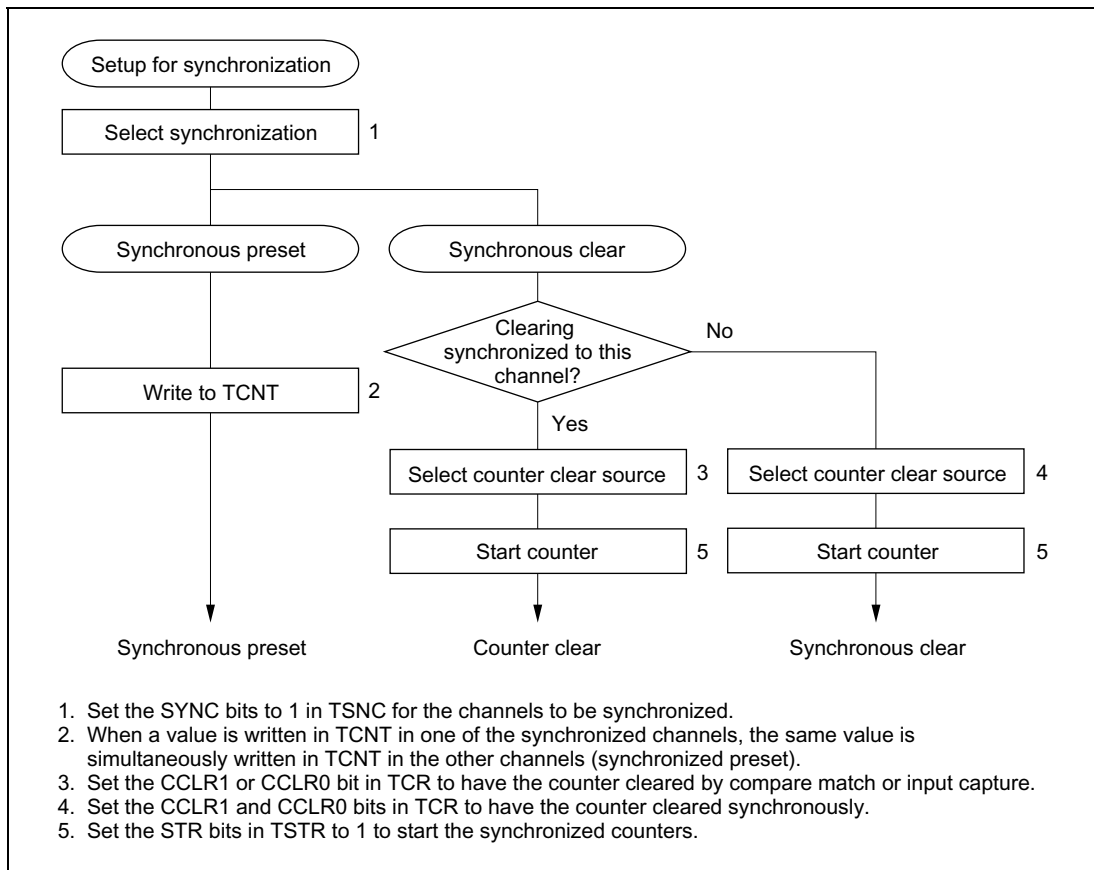 Setup for synchronization
Select synchronization 1
Synchronous preset
Synchronous clear
Clearing
synchronized to this
channel?
No
Write to TCNT 2
Yes
Select counter clear source 3
Select counter clear source 4
Start counter 5
Start counter 5
Synchronous preset
Counter clear
Synchronous clear
1. Set the SYNC bits to 1 in TSNC for the channels to be synchronized.
2. When a value is written in TCNT in one of the synchronized channels, the same value is
simultaneously written in TCNT in the other channels (synchronized preset).
3. Set the CCLR1 or CCLR0 bit in TCR to have the counter cleared by compare match or input capture.
4. Set the CCLR1 and CCLR0 bits in TCR to have the counter cleared synchronously.
5. Set the STR bits in TSTR to 1 to start the synchronized counters.